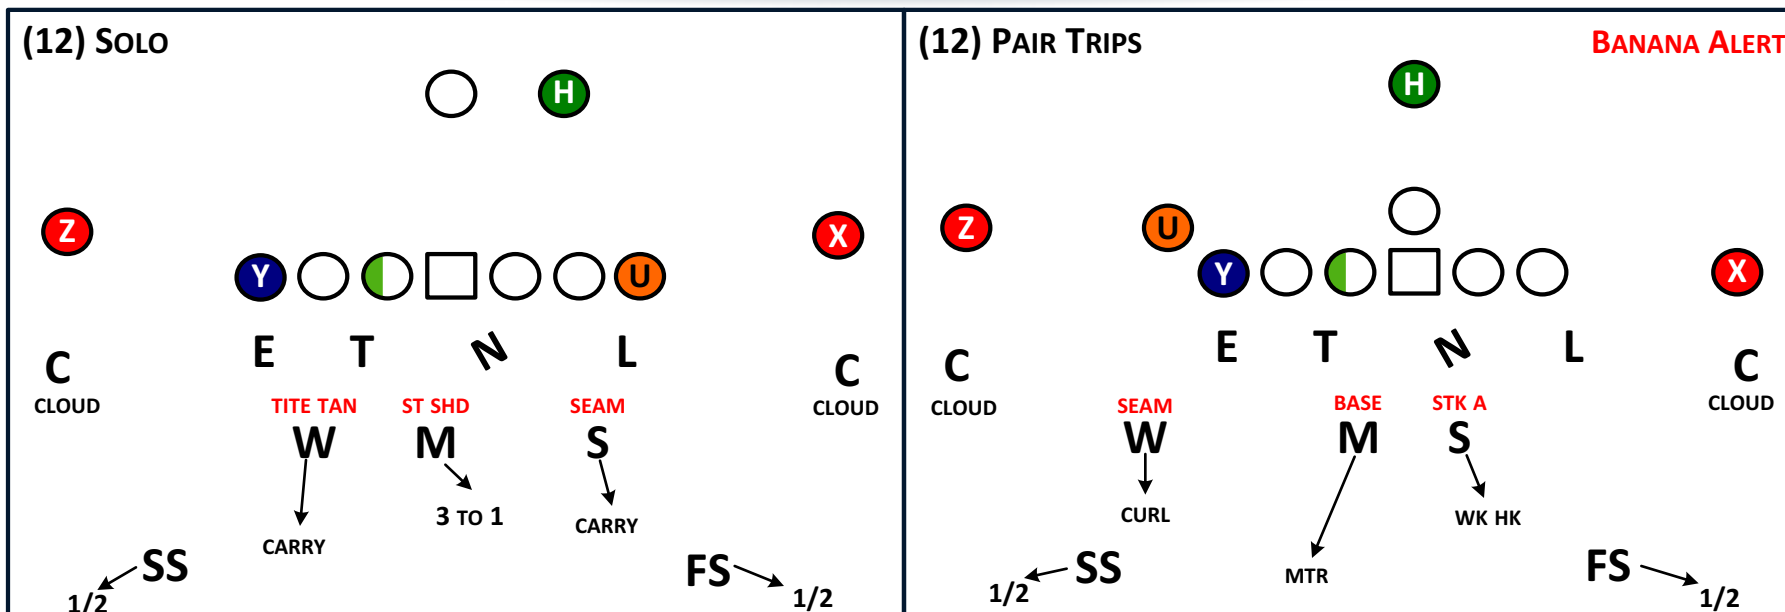 (12) SOLO
H
Z
X
Y
U
E T N L
C
C
CLOUD
CLOUD
TITE TAN
ST SHD
SEAM
W M S
3 TO 1
CARRY
CARRY
SS
FS
1/2
1/2
(12) PAIR TRIPS
BANANA ALERT
H
Z
U
Y
X
E T N L
C
C
CLOUD
CLOUD
SEAM
BASE
STK A
W M S
CURL
WK HK
MTR
SS
FS
1/2
1/2